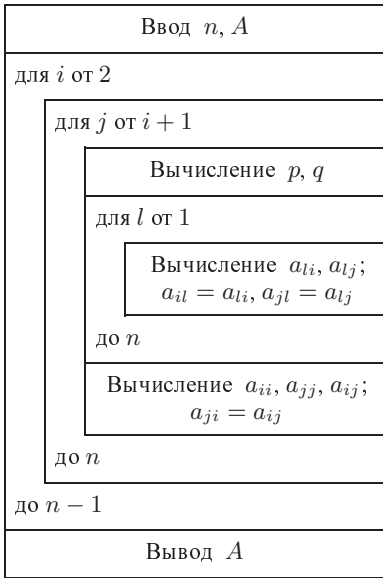 Ввод n, A
для i от 2
для j от i + 1
Вычисление p, q
для l от 1
Вычисление a_{li}, a_{lj};
a_{il} = a_{li}, a_{jl} = a_{lj}
до n
Вычисление a_{ii}, a_{jj}, a_{ij};
a_{ji} = a_{ij}
до n
до n − 1
Вывод A